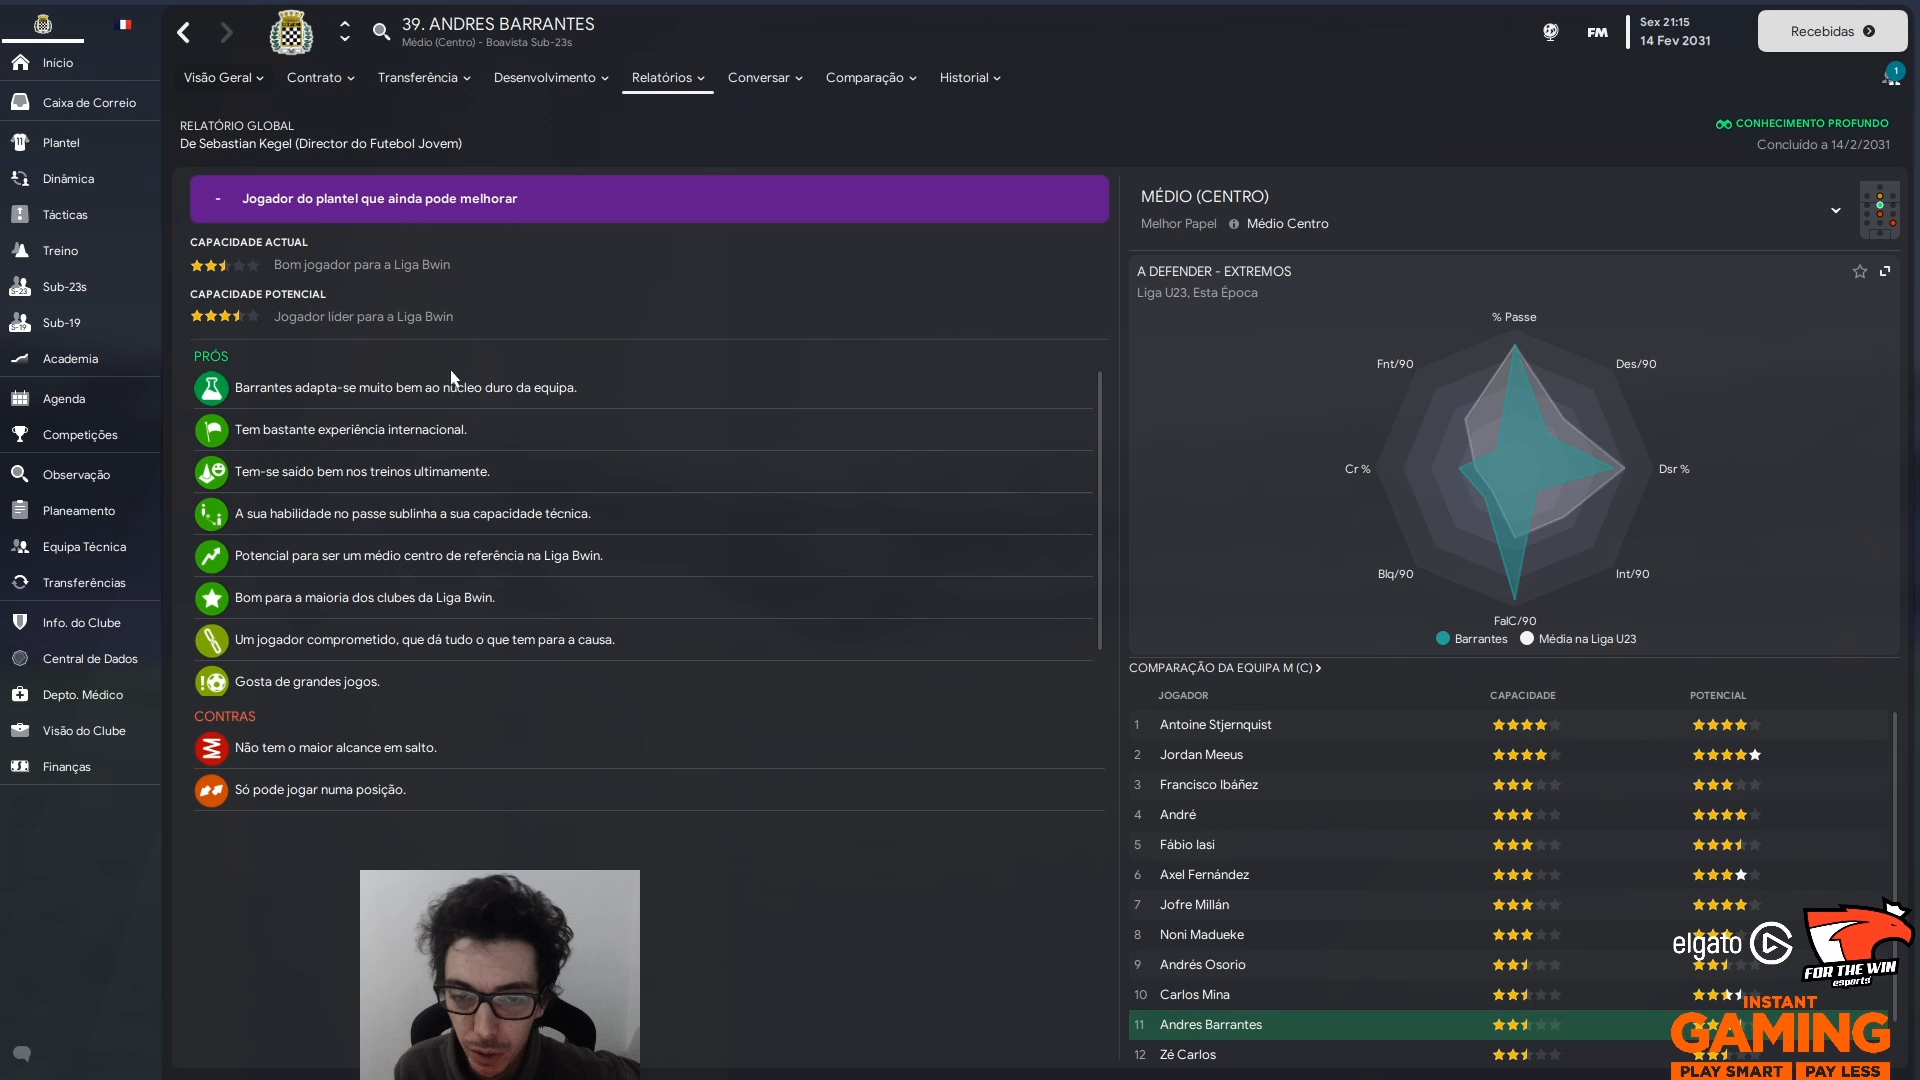 39. ANDRES BARRANTES
Médio (Centro) - Boavista Sub-23s
FM
Sex 21:15
14 Fev 2031
Recebidas
Início
Caixa de Correio
Plantel
Dinâmica
Tácticas
Treino
Sub-23s
Sub-19
Academia
Agenda
Competições
Observação
Planeamento
Equipa Técnica
Transferências
Info. do Clube
Central de Dados
Depto. Médico
Visão do Clube
Finanças
Visão Geral
Contrato
Transferência
Desenvolvimento
Relatórios
Conversar
Comparação
Historial
1
RELATÓRIO GLOBAL
De Sebastian Kegel (Director do Futebol Jovem)
CONHECIMENTO PROFUNDO
Concluído a 14/2/2031
- Jogador do plantel que ainda pode melhorar
CAPACIDADE ACTUAL
Bom jogador para a Liga Bwin
CAPACIDADE POTENCIAL
Jogador líder para a Liga Bwin
PRÓS
Barrantes adapta-se muito bem ao núcleo duro da equipa.
Tem bastante experiência internacional.
Tem-se saído bem nos treinos ultimamente.
A sua habilidade no passe sublinha a sua capacidade técnica.
Potencial para ser um médio centro de referência na Liga Bwin.
Bom para a maioria dos clubes da Liga Bwin.
Um jogador comprometido, que dá tudo o que tem para a causa.
Gosta de grandes jogos.
CONTRAS
Não tem o maior alcance em salto.
Só pode jogar numa posição.
MÉDIO (CENTRO)
Melhor Papel Médio Centro
A DEFENDER - EXTREMOS
Liga U23, Esta Época
% Passe
Fnt/90
Des/90
Cr %
Dsr %
Blq/90
Int/90
FalC/90
Barrantes
Média na Liga U23
COMPARAÇÃO DA EQUIPA M (C)
JOGADOR CAPACIDADE POTENCIAL
1 Antoine Stjernquist
2 Jordan Meeus
3 Francisco Ibáñez
4 André
5 Fábio Iasi
6 Axel Fernández
7 Jofre Millán
8 Noni Madueke
9 Andrés Osorio
10 Carlos Mina
11 Andres Barrantes
12 Zé Carlos
elgato
FOR THE WIN
esports
INSTANT
GAMING
PLAY SMART PAY LESS